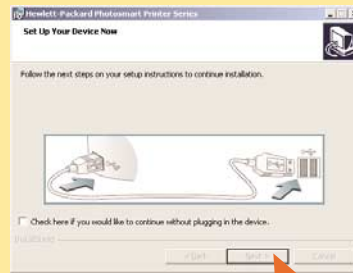 Hewlett-Packard Photosmart Printer Series
Set Up Your Device Now
Follow the next steps on your setup instructions to continue installation.
Check here if you would like to continue without plugging in the device.
InstallShield
< Back
Next >
Cancel